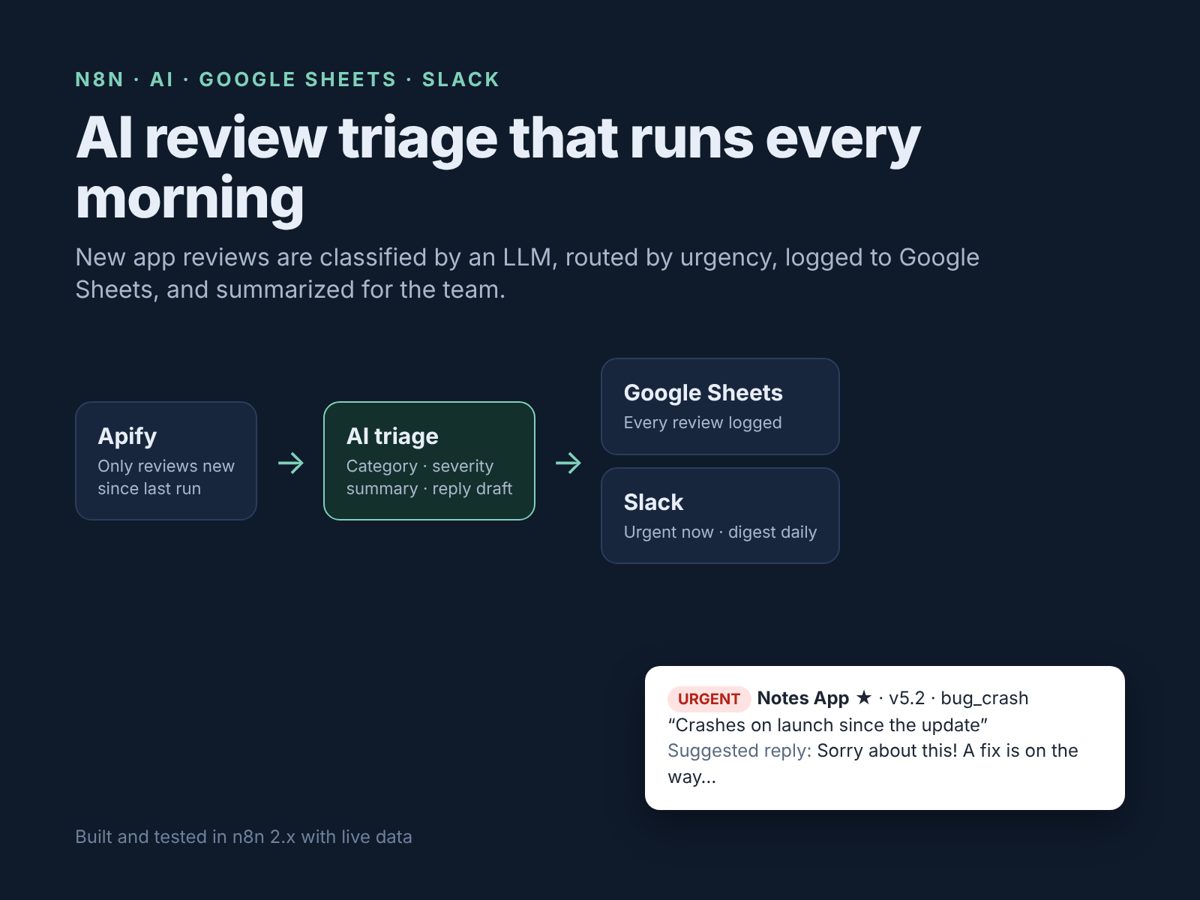 N8N · AI · GOOGLE SHEETS · SLACK
AI review triage that runs every
morning
New app reviews are classified by an LLM, routed by urgency, logged to Google
Sheets, and summarized for the team.
Apify
Only reviews new
since last run
→
AI triage
Category · severity
summary · reply draft
→
Google Sheets
Every review logged
Slack
Urgent now · digest daily
URGENT Notes App ★ · v5.2 · bug_crash
“Crashes on launch since the update”
Suggested reply: Sorry about this! A fix is on the
way…
Built and tested in n8n 2.x with live data